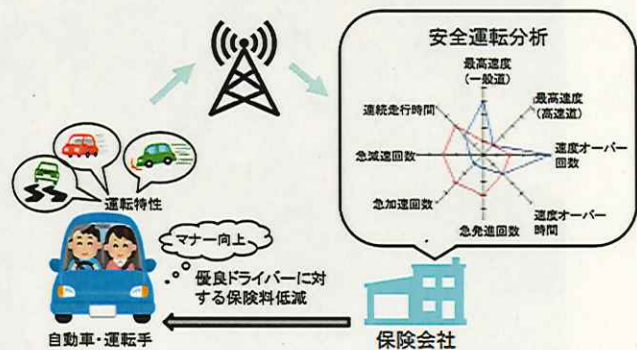 安全運転分析
最高速度
(一般道)
最高速度
(高速道)
連続走行時間
速度オーバー
回数
急減速回数
急加速回数
速度オーバー
時間
急発進回数
運転特性
マナー向上
優良ドライバーに対
する保険料低減
自動車・運転手
保険会社